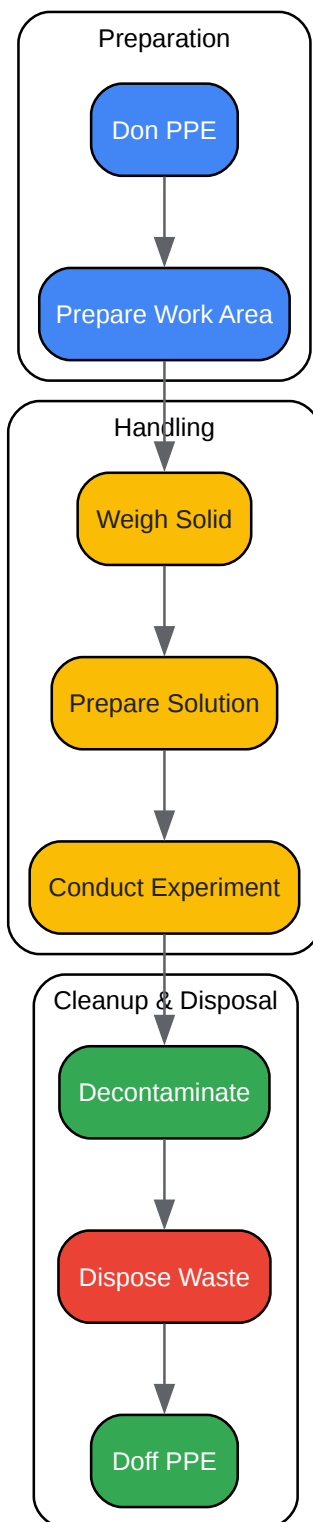 Preparation
Don PPE
Prepare Work Area
Handling
Weigh Solid
Prepare Solution
Conduct Experiment
Cleanup & Disposal
Decontaminate
Dispose Waste
Doff PPE